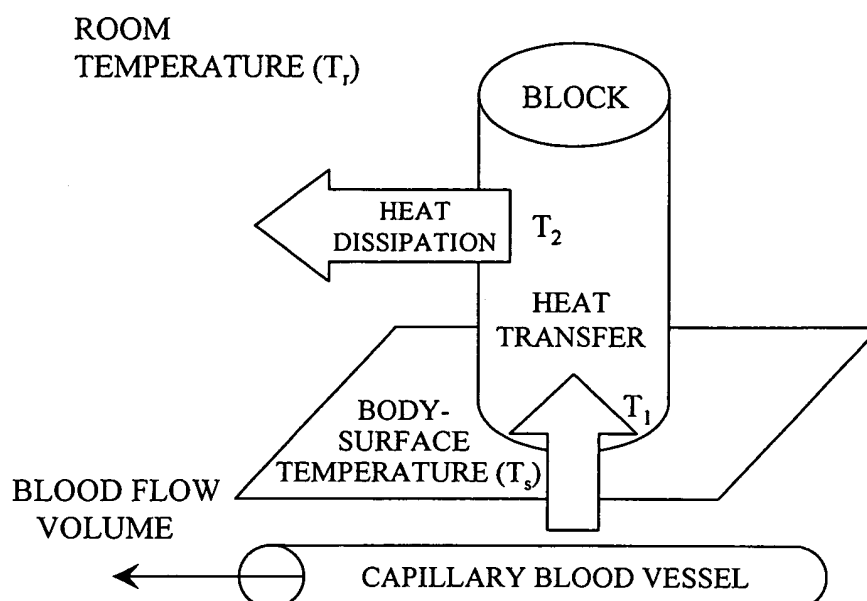 ROOM
TEMPERATURE (Tr)
BLOCK
HEAT
DISSIPATION
T2
HEAT
TRANSFER
T1
BODY-
SURFACE
TEMPERATURE (Ts)
BLOOD FLOW
VOLUME
CAPILLARY BLOOD VESSEL